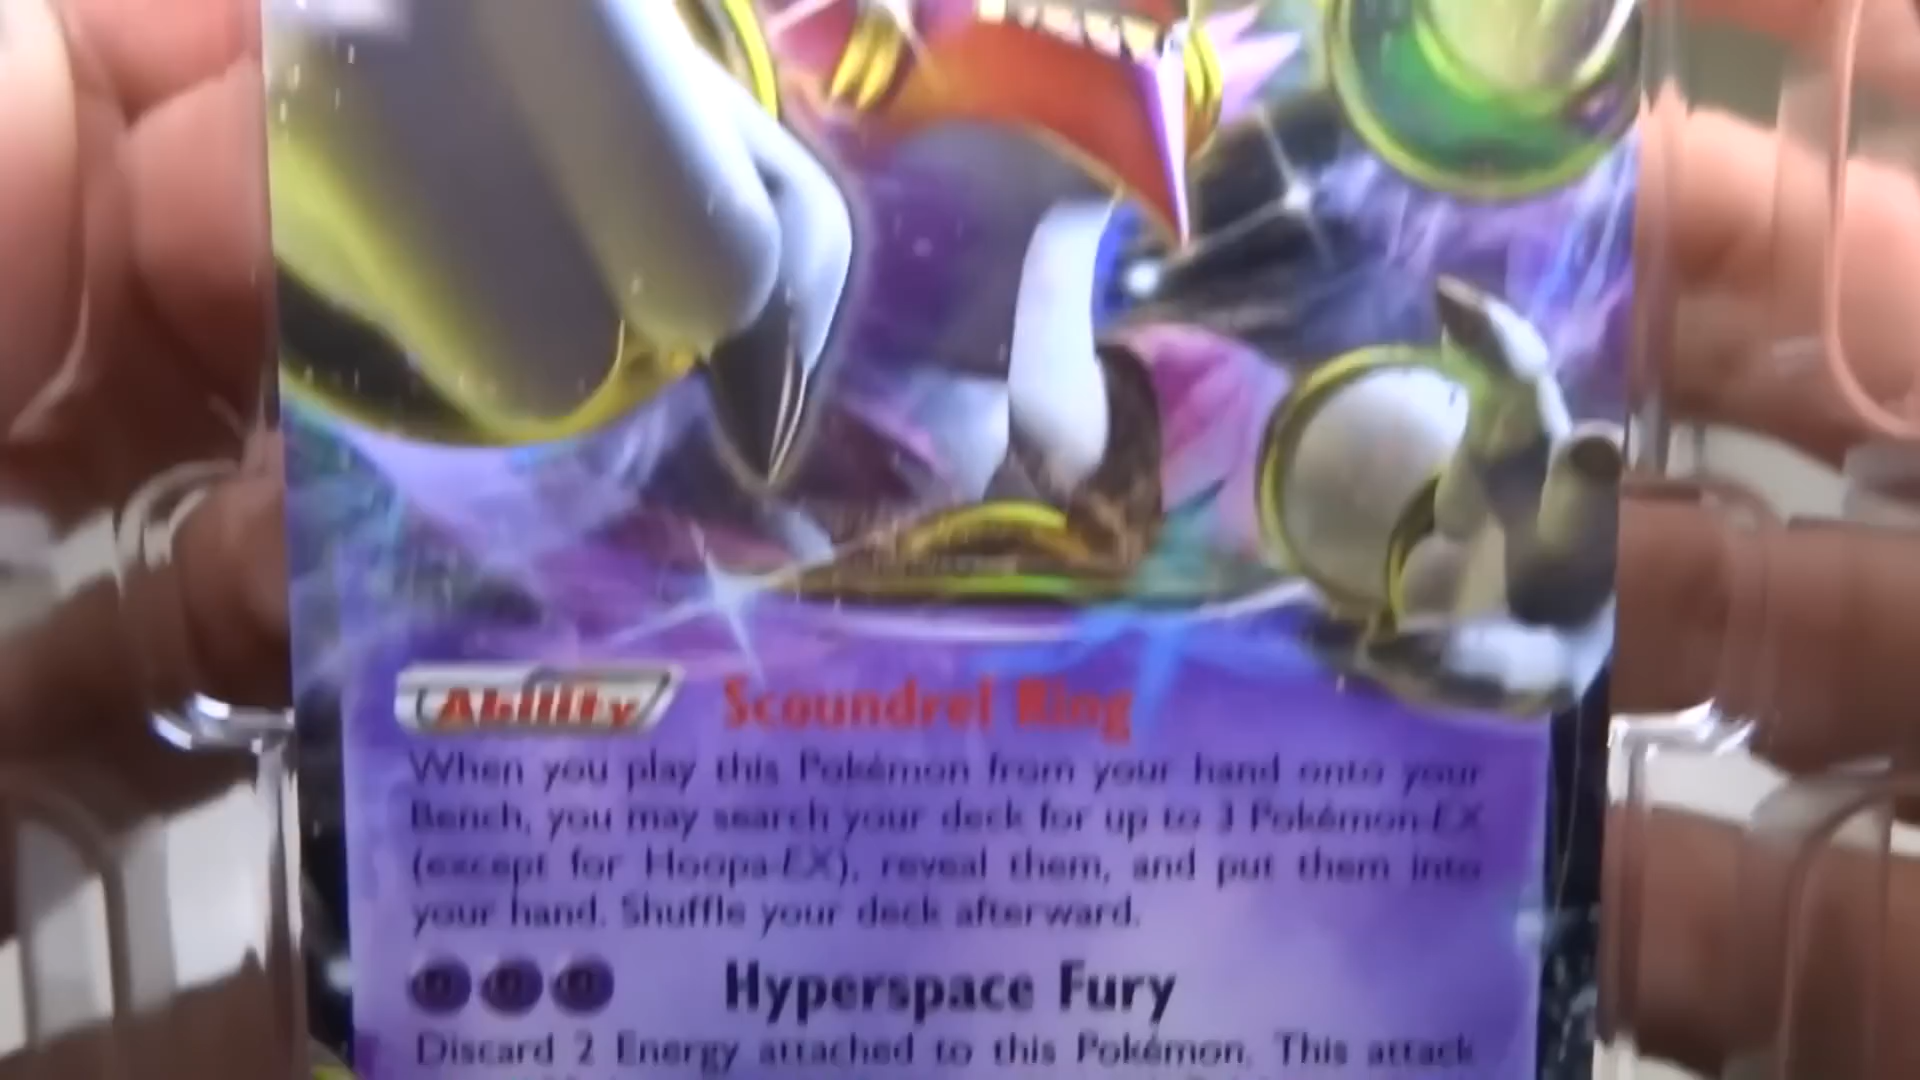 Ability Scoundrel Ring
When you play this Pokémon from your hand onto your
Bench, you may search your deck for up to 3 Pokémon-EX
(except for Hoopa-EX), reveal them, and put them into
your hand. Shuffle your deck afterward.
Hyperspace Fury
Discard 2 Energy attached to this Pokémon. This attack